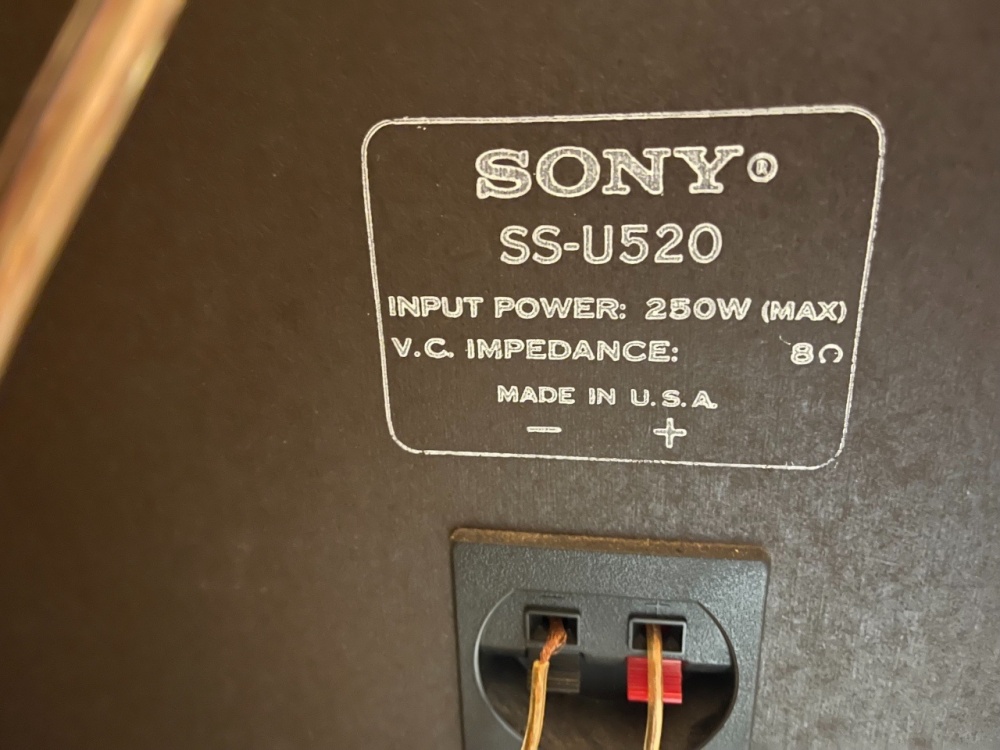 SONY®
SS-U520
INPUT POWER: 250W (MAX)
V.C. IMPEDANCE: 8Ω
MADE IN U.S.A.
− +
− +